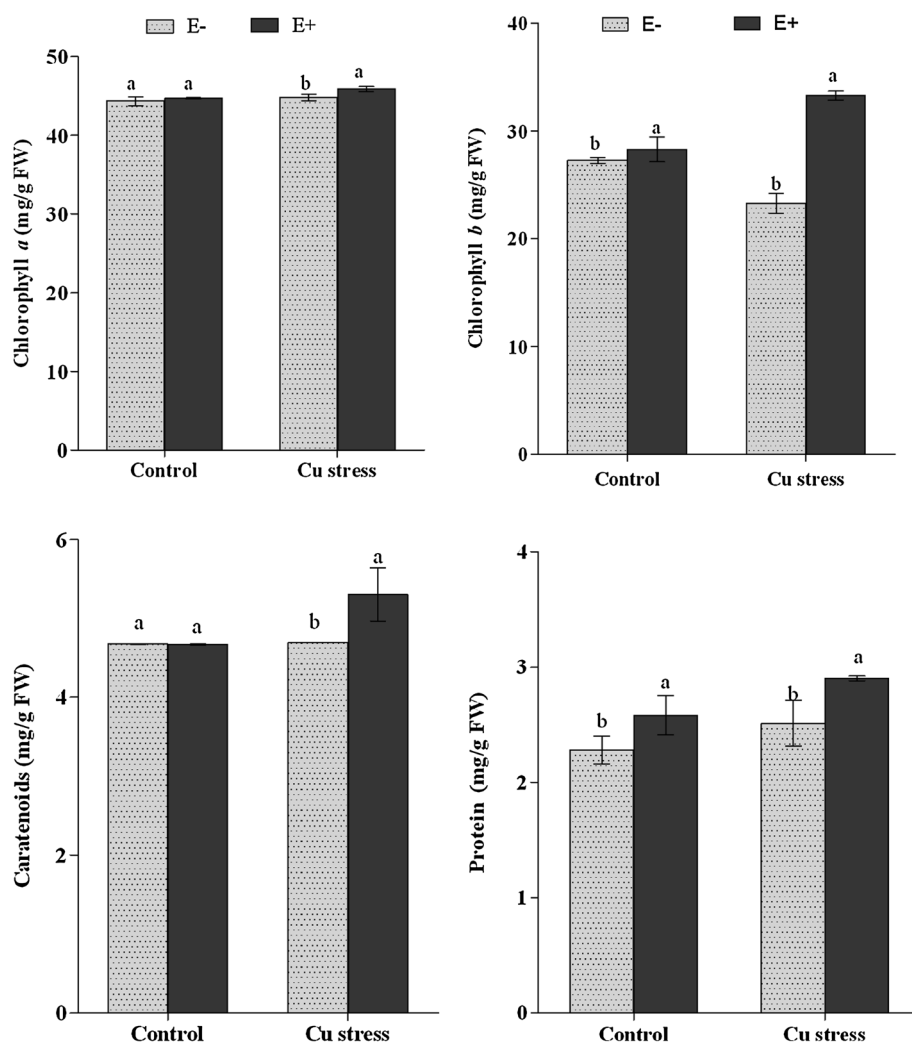 E- E+
Chlorophyll a (mg/g FW)
50
40
30
20
10
0
a a b a
Control Cu stress
E- E+
Chlorophyll b (mg/g FW)
40
30
20
10
0
b a b a
Control Cu stress
Caratenoids (mg/g FW)
6
4
2
0
a a b a
Control Cu stress
Protein (mg/g FW)
4
3
2
1
0
b a b a
Control Cu stress